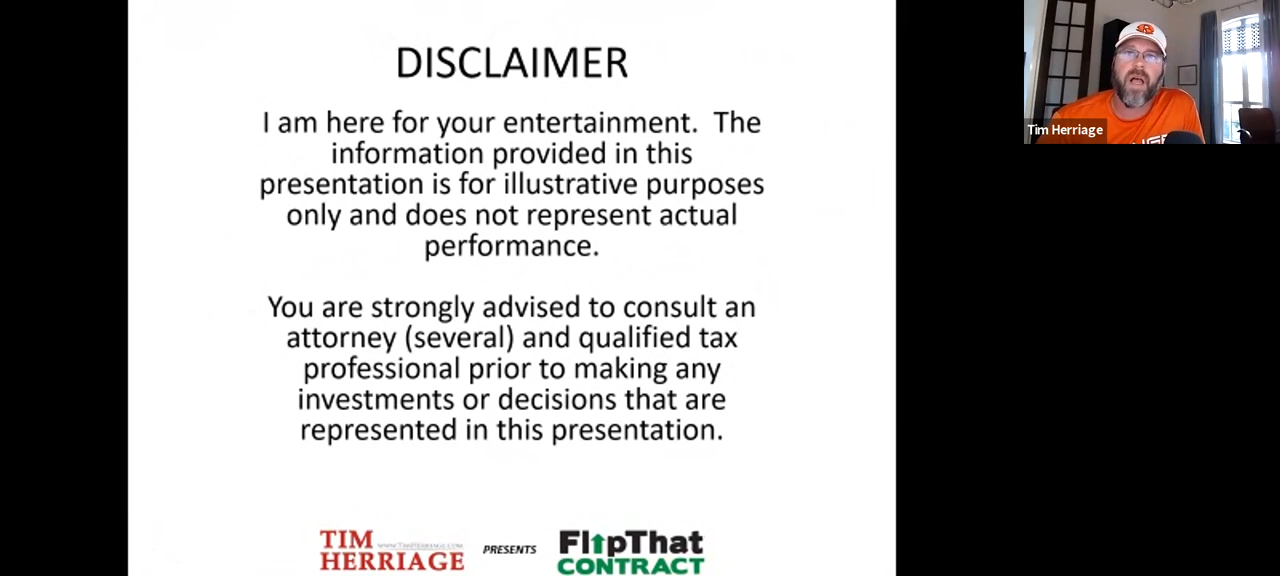 DISCLAIMER
I am here for your entertainment.  The
information provided in this
presentation is for illustrative purposes
only and does not represent actual
performance.
You are strongly advised to consult an
attorney (several) and qualified tax
professional prior to making any
investments or decisions that are
represented in this presentation.
TIM
HERRIAGE
PRESENTS
FlipThat
CONTRACT
Tim Herriage